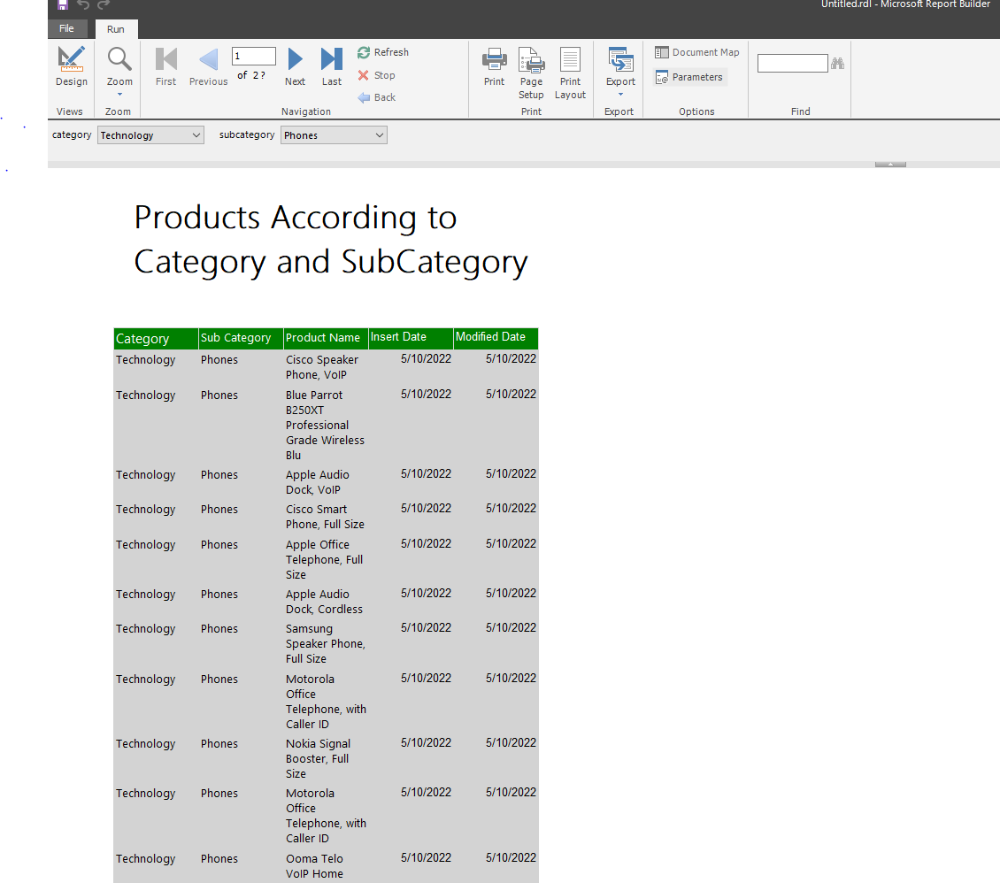 Untitled.rdl - Microsoft Report Builder
File Run
Design Zoom First Previous 1 of 2 ? Next Last Refresh Stop Back Print Page Setup Print Layout Export Document Map Parameters
Views Zoom Navigation Print Export Options Find
category Technology subcategory Phones
Products According to
Category and SubCategory
Category Sub Category Product Name Insert Date Modified Date
Technology Phones Cisco Speaker 5/10/2022 5/10/2022
Phone, VoIP
Technology Phones Blue Parrot 5/10/2022 5/10/2022
B250XT
Professional
Grade Wireless
Blu
Technology Phones Apple Audio 5/10/2022 5/10/2022
Dock, VoIP
Technology Phones Cisco Smart 5/10/2022 5/10/2022
Phone, Full Size
Technology Phones Apple Office 5/10/2022 5/10/2022
Telephone, Full
Size
Technology Phones Apple Audio 5/10/2022 5/10/2022
Dock, Cordless
Technology Phones Samsung 5/10/2022 5/10/2022
Speaker Phone,
Full Size
Technology Phones Motorola 5/10/2022 5/10/2022
Office
Telephone, with
Caller ID
Technology Phones Nokia Signal 5/10/2022 5/10/2022
Booster, Full
Size
Technology Phones Motorola 5/10/2022 5/10/2022
Office
Telephone, with
Caller ID
Technology Phones Ooma Telo 5/10/2022 5/10/2022
VoIP Home